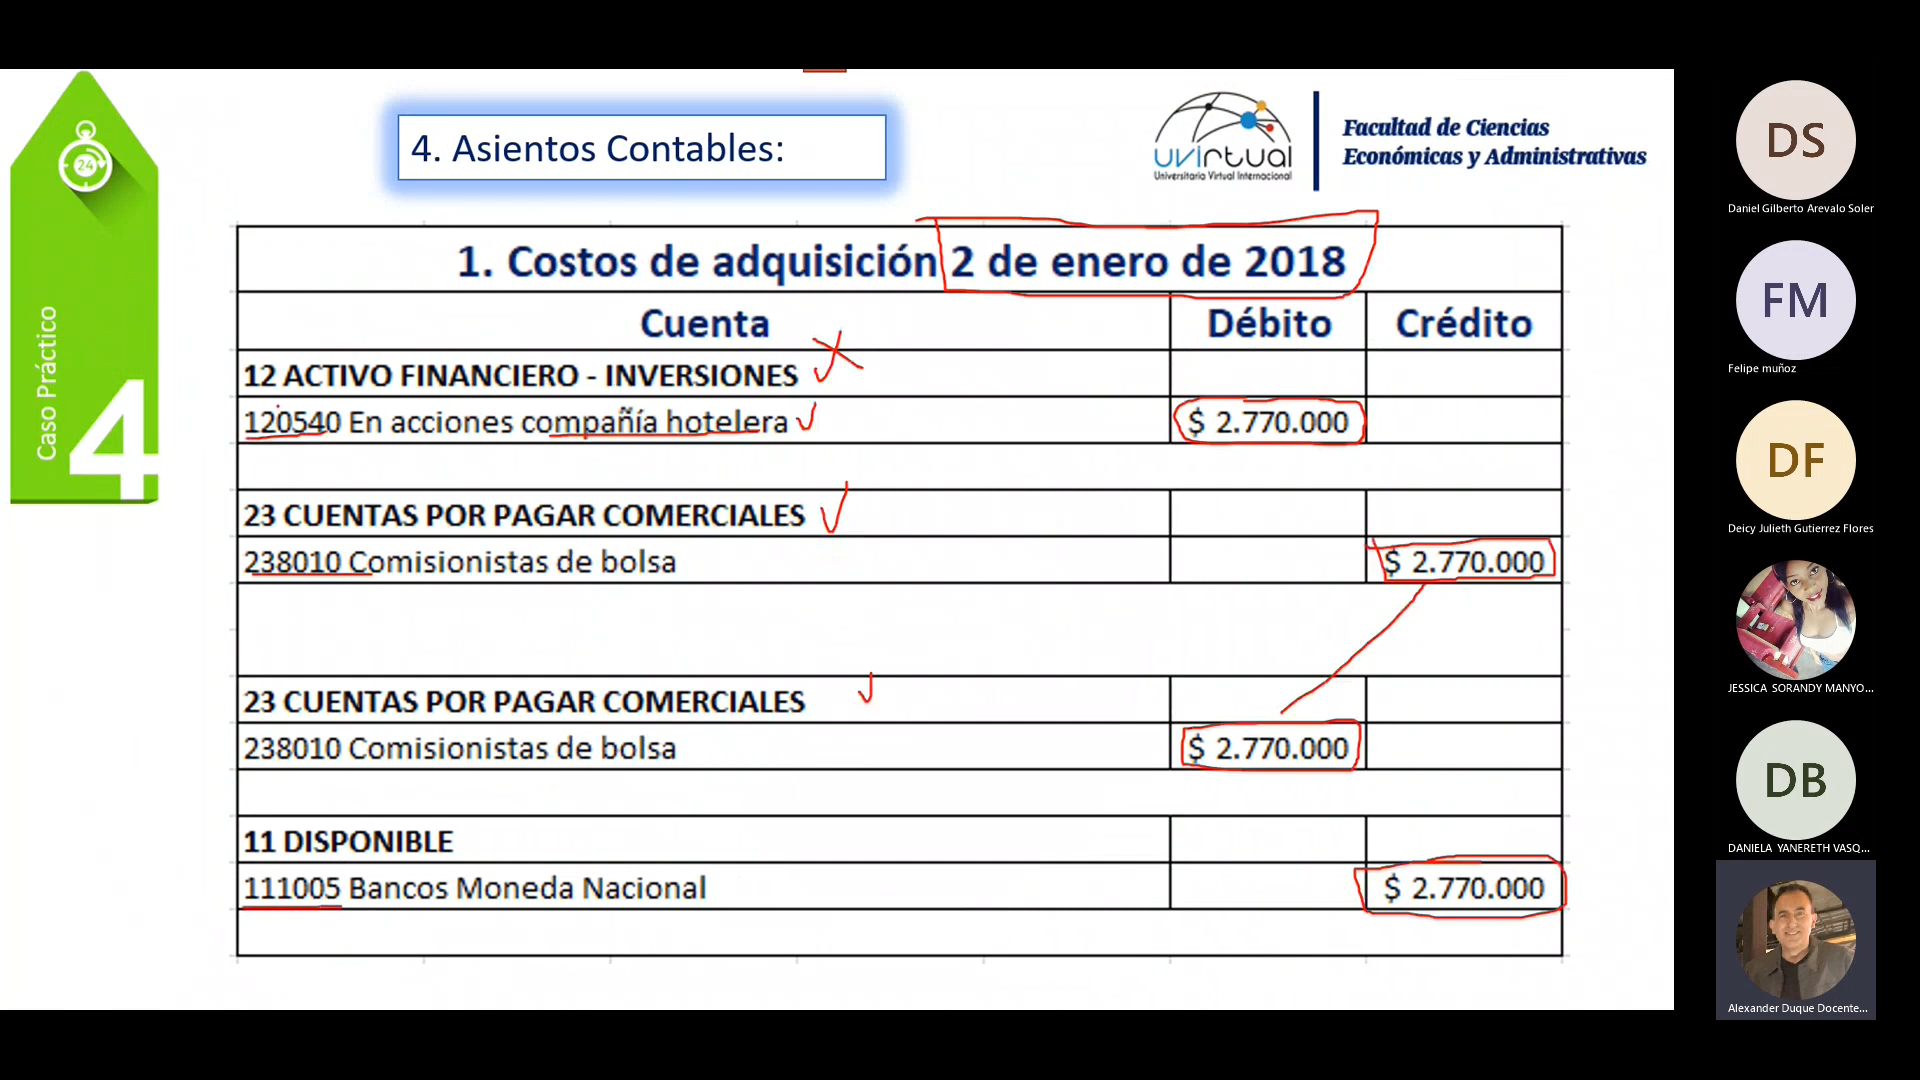 4. Asientos Contables:
uvirtual
Universitaria Virtual Internacional
Facultad de Ciencias
Económicas y Administrativas
24
Caso Práctico
4
1. Costos de adquisición 2 de enero de 2018
Cuenta Débito Crédito
12 ACTIVO FINANCIERO - INVERSIONES
120540 En acciones compañía hotelera $ 2.770.000
23 CUENTAS POR PAGAR COMERCIALES
238010 Comisionistas de bolsa $ 2.770.000
23 CUENTAS POR PAGAR COMERCIALES
238010 Comisionistas de bolsa $ 2.770.000
11 DISPONIBLE
111005 Bancos Moneda Nacional $ 2.770.000
DS
Daniel Gilberto Arevalo Soler
FM
Felipe muñoz
DF
Deicy Julieth Gutierrez Flores
JESSICA SORANDY MANYO...
DB
DANIELA YANERETH VASQ...
Alexander Duque Docente...